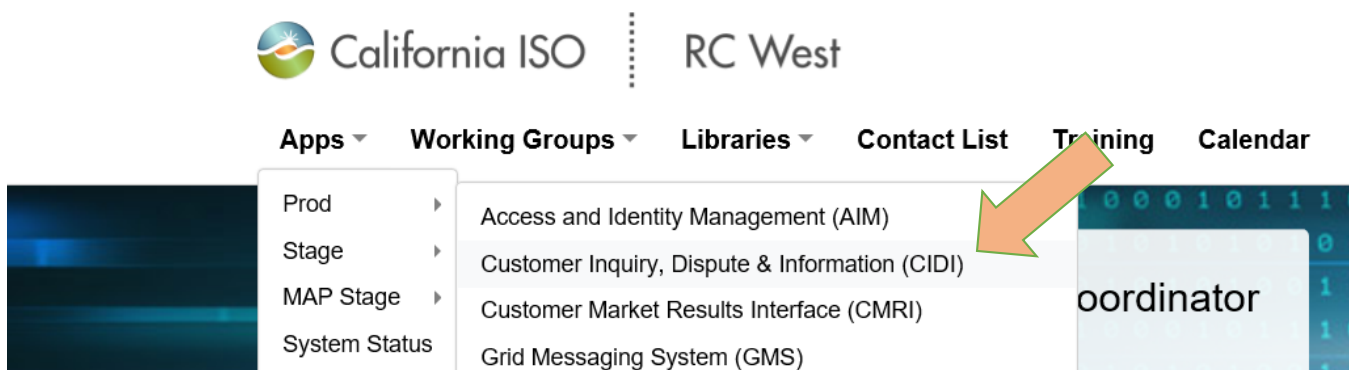 California ISO RC West
Apps Working Groups Libraries Contact List Training Calendar
Prod
Stage
MAP Stage
System Status
Access and Identity Management (AIM)
Customer Inquiry, Dispute & Information (CIDI)
Customer Market Results Interface (CMRI)
Grid Messaging System (GMS)
oordinator